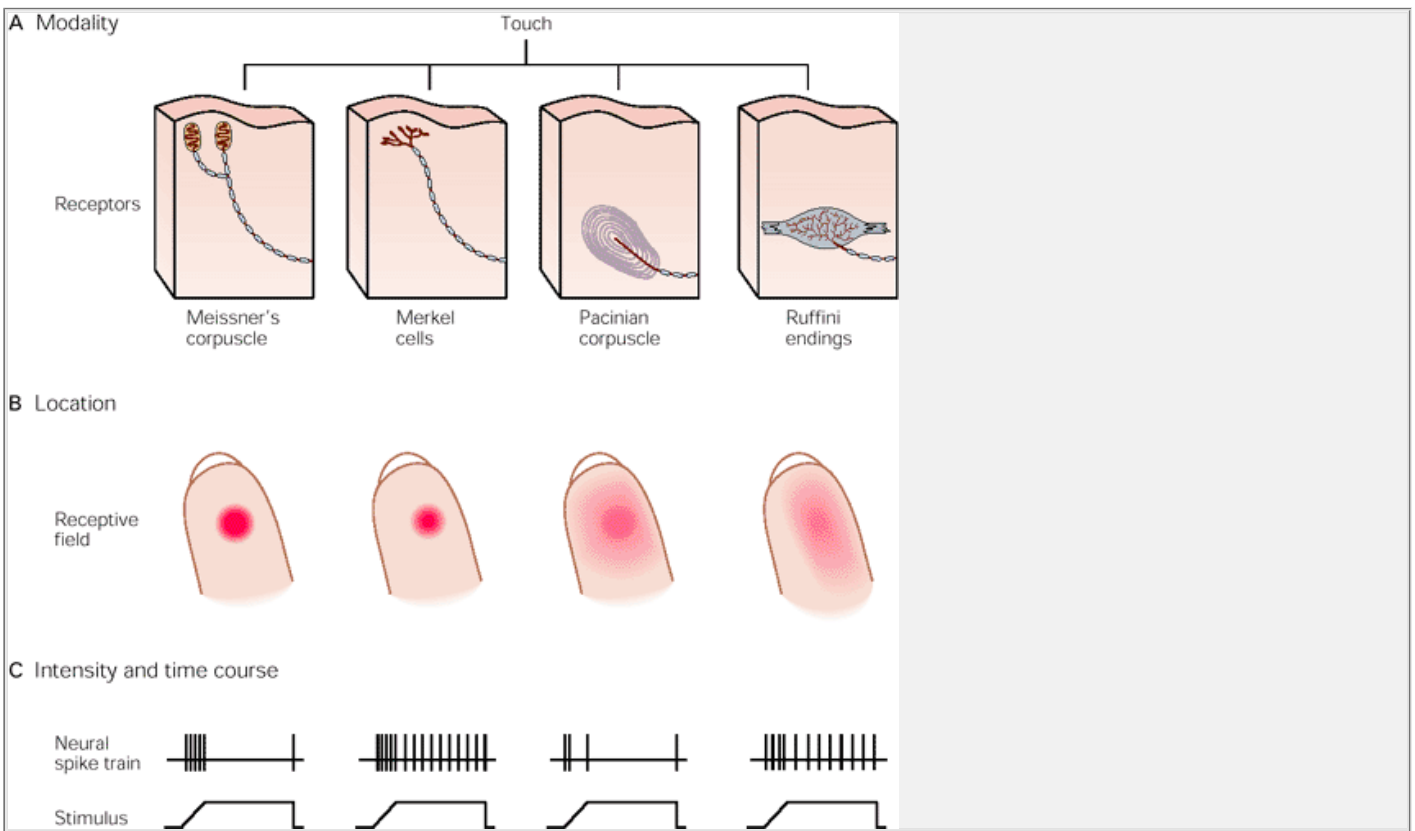 A Modality
Touch
Receptors
Meissner's
corpuscle
Merkel
cells
Pacinian
corpuscle
Ruffini
endings
B Location
Receptive
field
C Intensity and time course
Neural
spike train
Stimulus